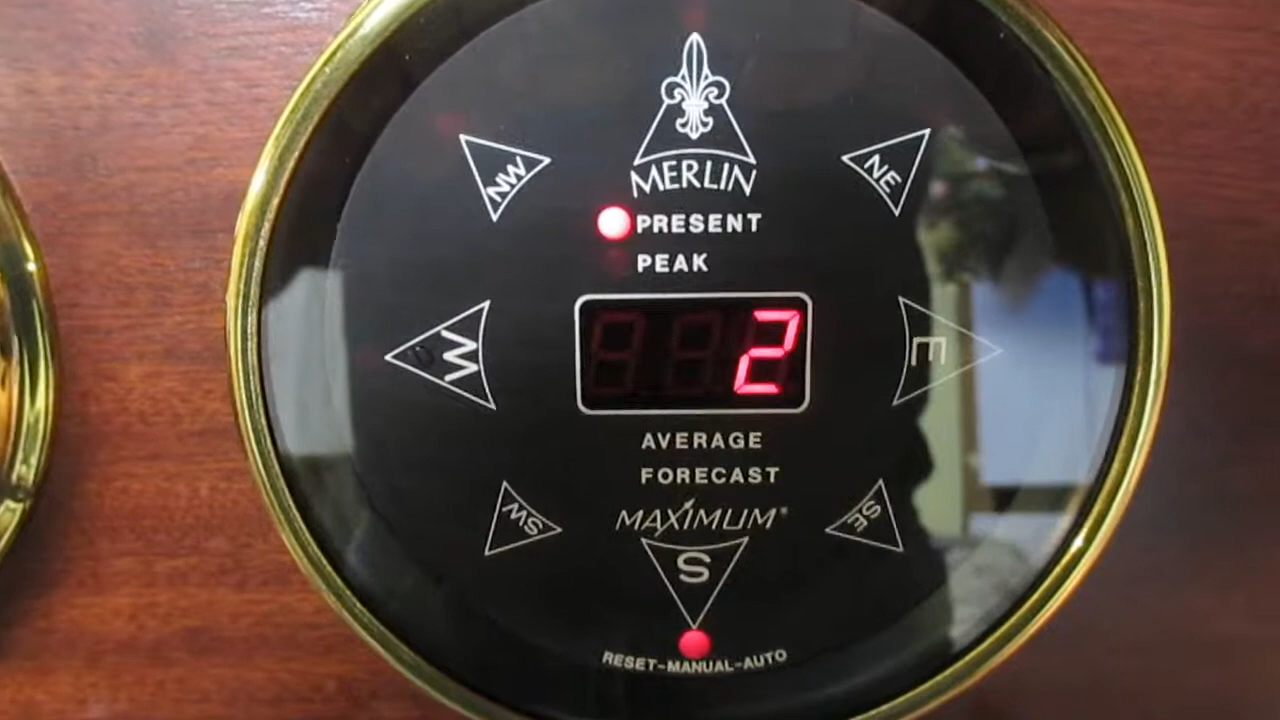 MERLIN
NW
NE
PRESENT
PEAK
W
2
E
AVERAGE
FORECAST
SW
MAXIMUM®
SE
S
RESET-MANUAL-AUTO